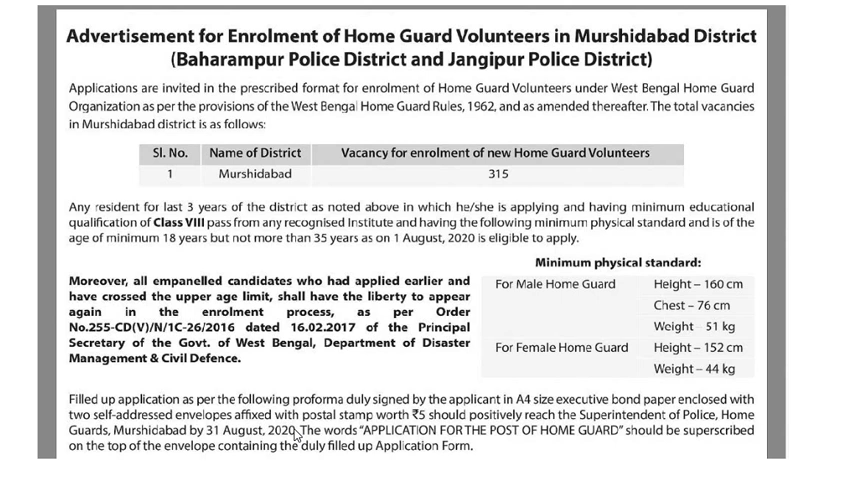 Advertisement for Enrolment of Home Guard Volunteers in Murshidabad District
(Baharampur Police District and Jangipur Police District)
Applications are invited in the prescribed format for enrolment of Home Guard Volunteers under West Bengal Home Guard
Organization as per the provisions of the West Bengal Home Guard Rules, 1962, and as amended thereafter. The total vacancies
in Murshidabad district is as follows:
Sl. No. Name of District Vacancy for enrolment of new Home Guard Volunteers
1 Murshidabad 315
Any resident for last 3 years of the district as noted above in which he/she is applying and having minimum educational
qualification of Class VIII pass from any recognised Institute and having the following minimum physical standard and is of the
age of minimum 18 years but not more than 35 years as on 1 August, 2020 is eligible to apply.
Moreover, all empanelled candidates who had applied earlier and
have crossed the upper age limit, shall have the liberty to appear
again in the enrolment process, as per Order
No.255-CD(V)/N/1C-26/2016 dated 16.02.2017 of the Principal
Secretary of the Govt. of West Bengal, Department of Disaster
Management & Civil Defence.
Minimum physical standard:
For Male Home Guard Height – 160 cm
Chest – 76 cm
Weight – 51 kg
For Female Home Guard Height – 152 cm
Weight – 44 kg
Filled up application as per the following proforma duly signed by the applicant in A4 size executive bond paper enclosed with
two self-addressed envelopes affixed with postal stamp worth ₹5 should positively reach the Superintendent of Police, Home
Guards, Murshidabad by 31 August, 2020. The words “APPLICATION FOR THE POST OF HOME GUARD” should be superscribed
on the top of the envelope containing the duly filled up Application Form.